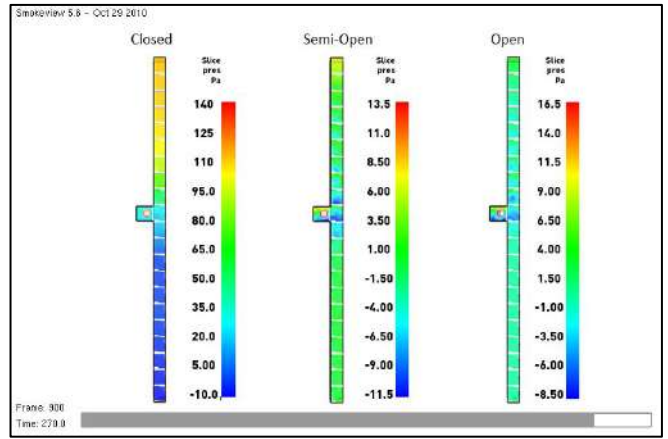 Smokeview 5.6 – Oct 29 2010
Closed
Semi-Open
Open
Slice
pres
Pa
140
125
110
95.0
80.0
65.0
50.0
35.0
20.0
5.00
-10.0
Slice
pres
Pa
13.5
11.0
8.50
6.00
3.50
1.00
-1.50
-4.00
-6.50
-9.00
-11.5
Slice
pres
Pa
16.5
14.0
11.5
9.00
6.50
4.00
1.50
-1.00
-3.50
-6.00
-8.50
Frame: 900
Time: 270.0